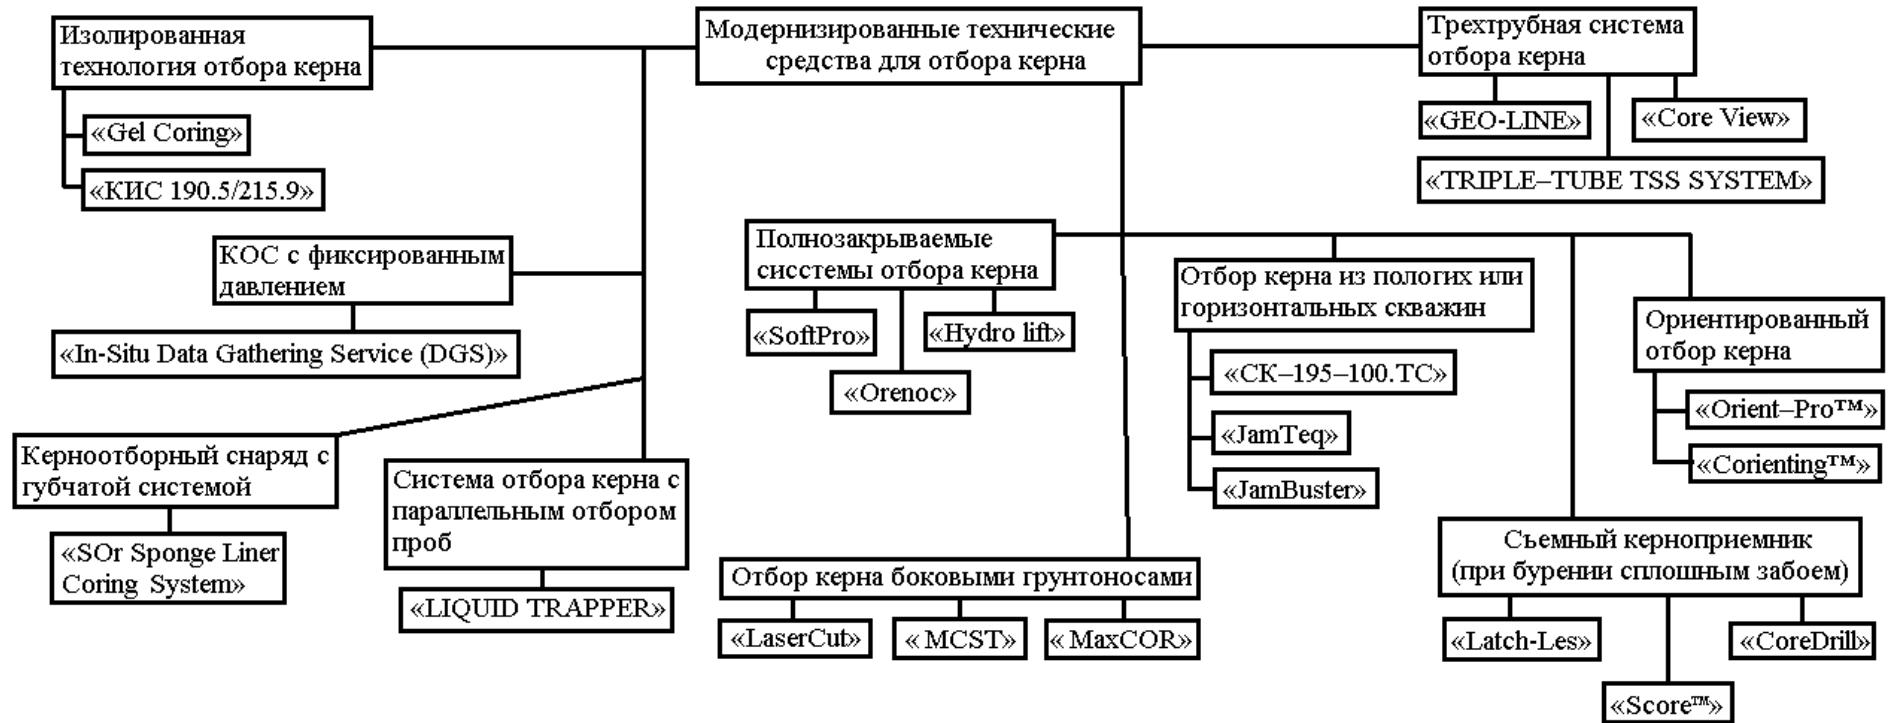 Модернизированные технические
средства для отбора керна
Изолированная
технология отбора керна
«Gel Coring»
«КИС 190.5/215.9»
КОС с фиксированным
давлением
«In-Situ Data Gathering Service (DGS)»
Керноотборный снаряд с
губчатой системой
«SOr Sponge Liner
Coring System»
Система отбора керна с
параллельным отбором
проб
«LIQUID TRAPPER»
Трехтрубная система
отбора керна
«GEO-LINE»
«Core View»
«TRIPLE–TUBE TSS SYSTEM»
Полнозакрываемые
сисстемы отбора керна
«SoftPro»
«Hydro lift»
«Orenoc»
Отбор керна из пологих или
горизонтальных скважин
«СК–195–100.ТС»
«JamTeq»
«JamBuster»
Ориентированный
отбор керна
«Orient–Pro™»
«Corienting™»
Отбор керна боковыми грунтоносами
«LaserCut»
«MCST»
«MaxCOR»
Съемный керноприемник
(при бурении сплошным забоем)
«Latch-Les»
«CoreDrill»
«Score™»